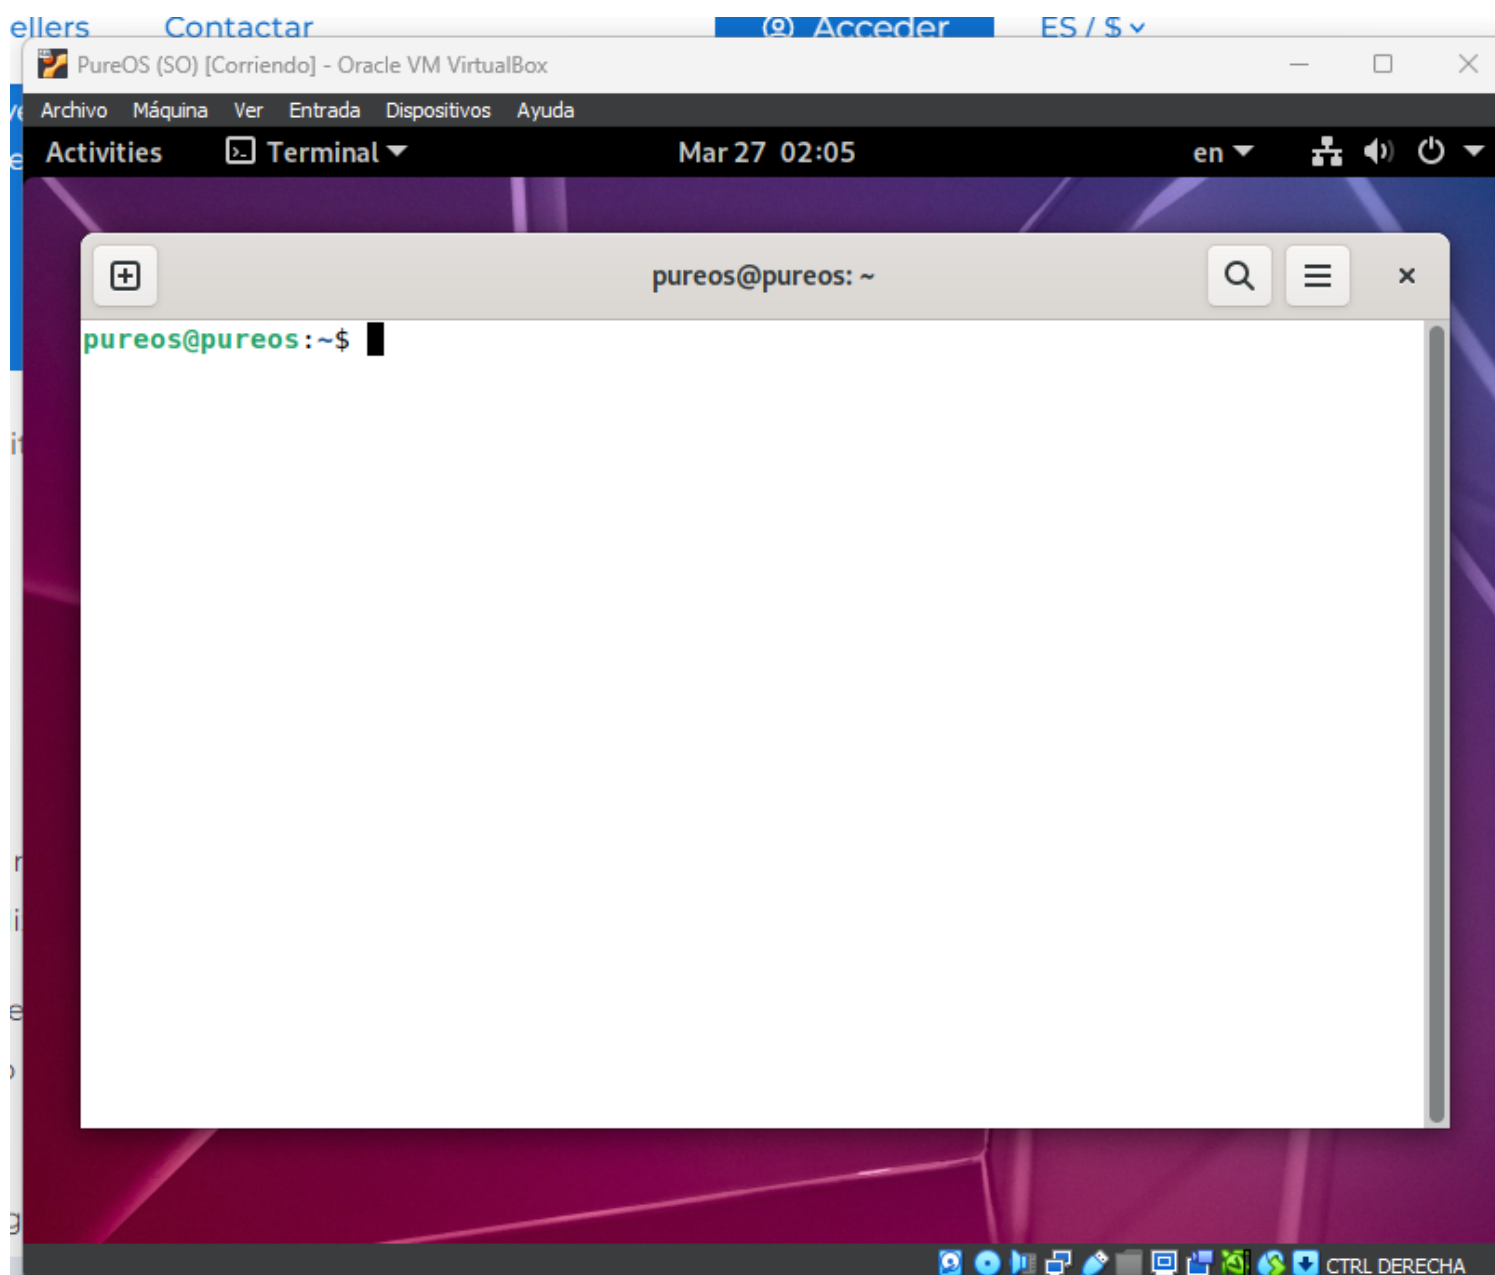 ellers Contactar Acceder ES / $
PureOS (SO) [Corriendo] - Oracle VM VirtualBox
Archivo Máquina Ver Entrada Dispositivos Ayuda
Activities Terminal Mar 27 02:05 en
pureos@pureos: ~
pureos@pureos:~$
CTRL DERECHA